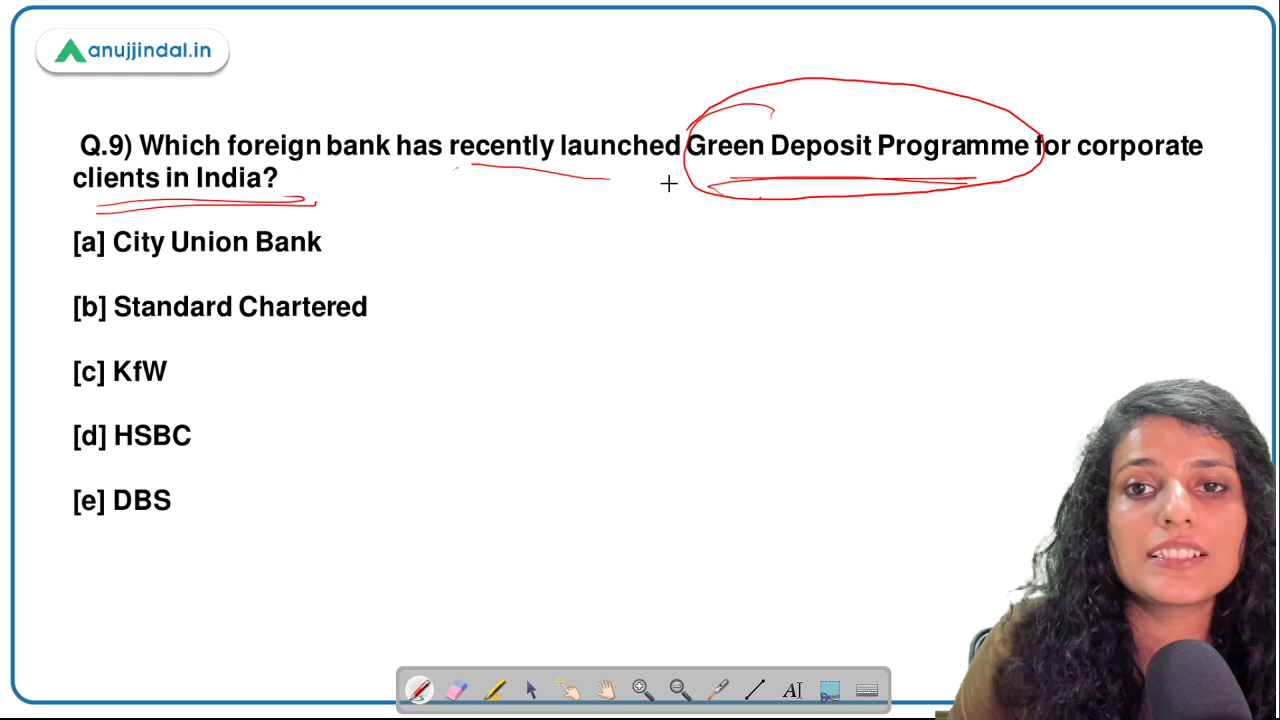 anujjindal.in
Q.9) Which foreign bank has recently launched Green Deposit Programme for corporate
clients in India?
[a] City Union Bank
[b] Standard Chartered
[c] KfW
[d] HSBC
[e] DBS
AI